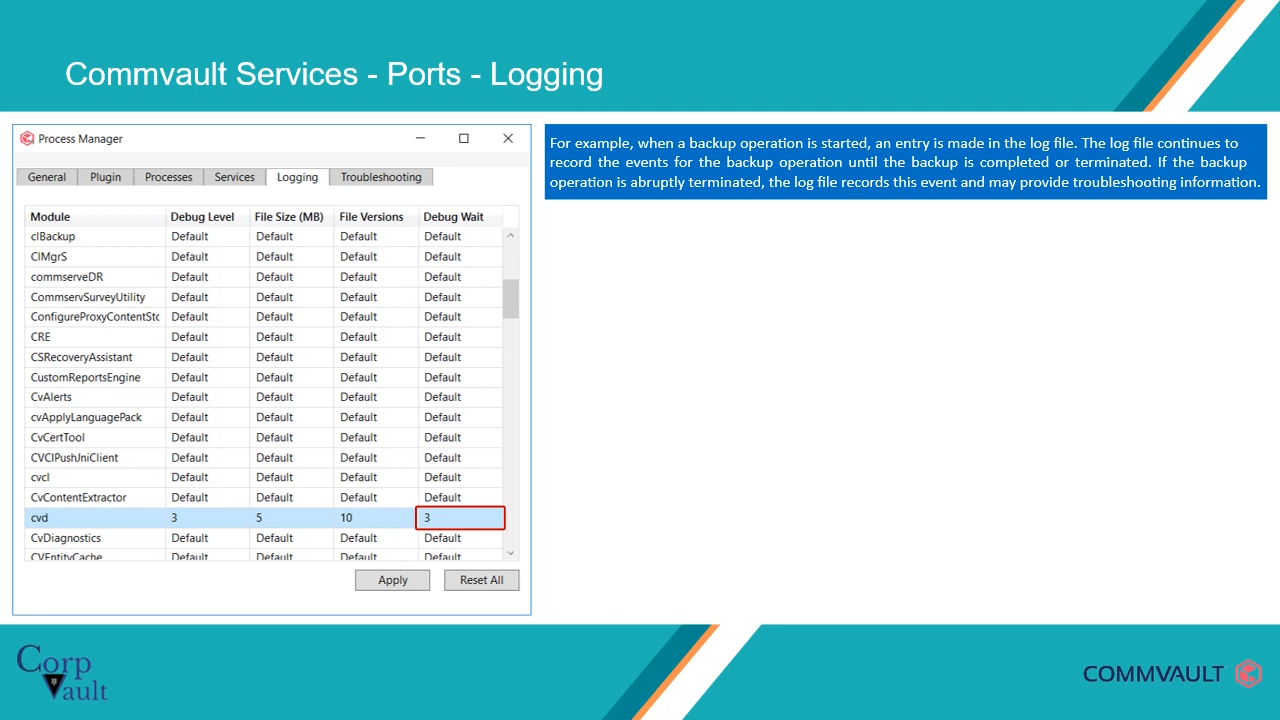 Commvault Services - Ports - Logging
Process Manager
General Plugin Processes Services Logging Troubleshooting
Module Debug Level File Size (MB) File Versions Debug Wait
clBackup Default Default Default Default
ClMgrS Default Default Default Default
commserveDR Default Default Default Default
CommservSurveyUtility Default Default Default Default
ConfigureProxyContentSto Default Default Default Default
CRE Default Default Default Default
CSRecoveryAssistant Default Default Default Default
CustomReportsEngine Default Default Default Default
CvAlerts Default Default Default Default
cvApplyLanguagePack Default Default Default Default
CvCertTool Default Default Default Default
CVCIPushJniClient Default Default Default Default
cvcl Default Default Default Default
CvContentExtractor Default Default Default Default
cvd 3 5 10 3
CvDiagnostics Default Default Default Default
CVEntityCache Default Default Default Default
Apply Reset All
For example, when a backup operation is started, an entry is made in the log file. The log file continues to
record the events for the backup operation until the backup is completed or terminated. If the backup
operation is abruptly terminated, the log file records this event and may provide troubleshooting information.
Corp
Vault
COMMVAULT